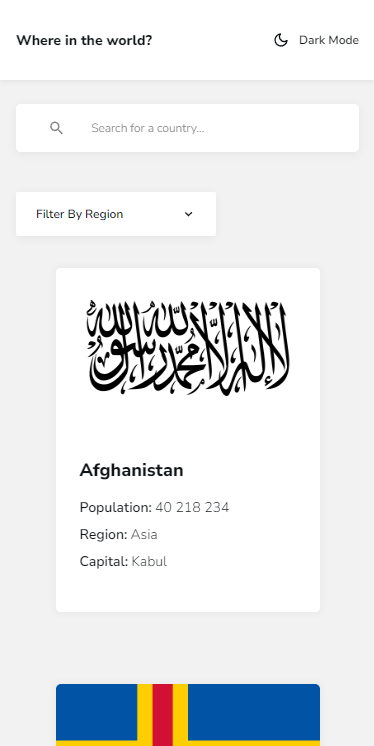 Where in the world?
Dark Mode
Search for a country...
Filter By Region
لا إله إلا الله محمد رسول الله
Afghanistan
Population: 40 218 234
Region: Asia
Capital: Kabul